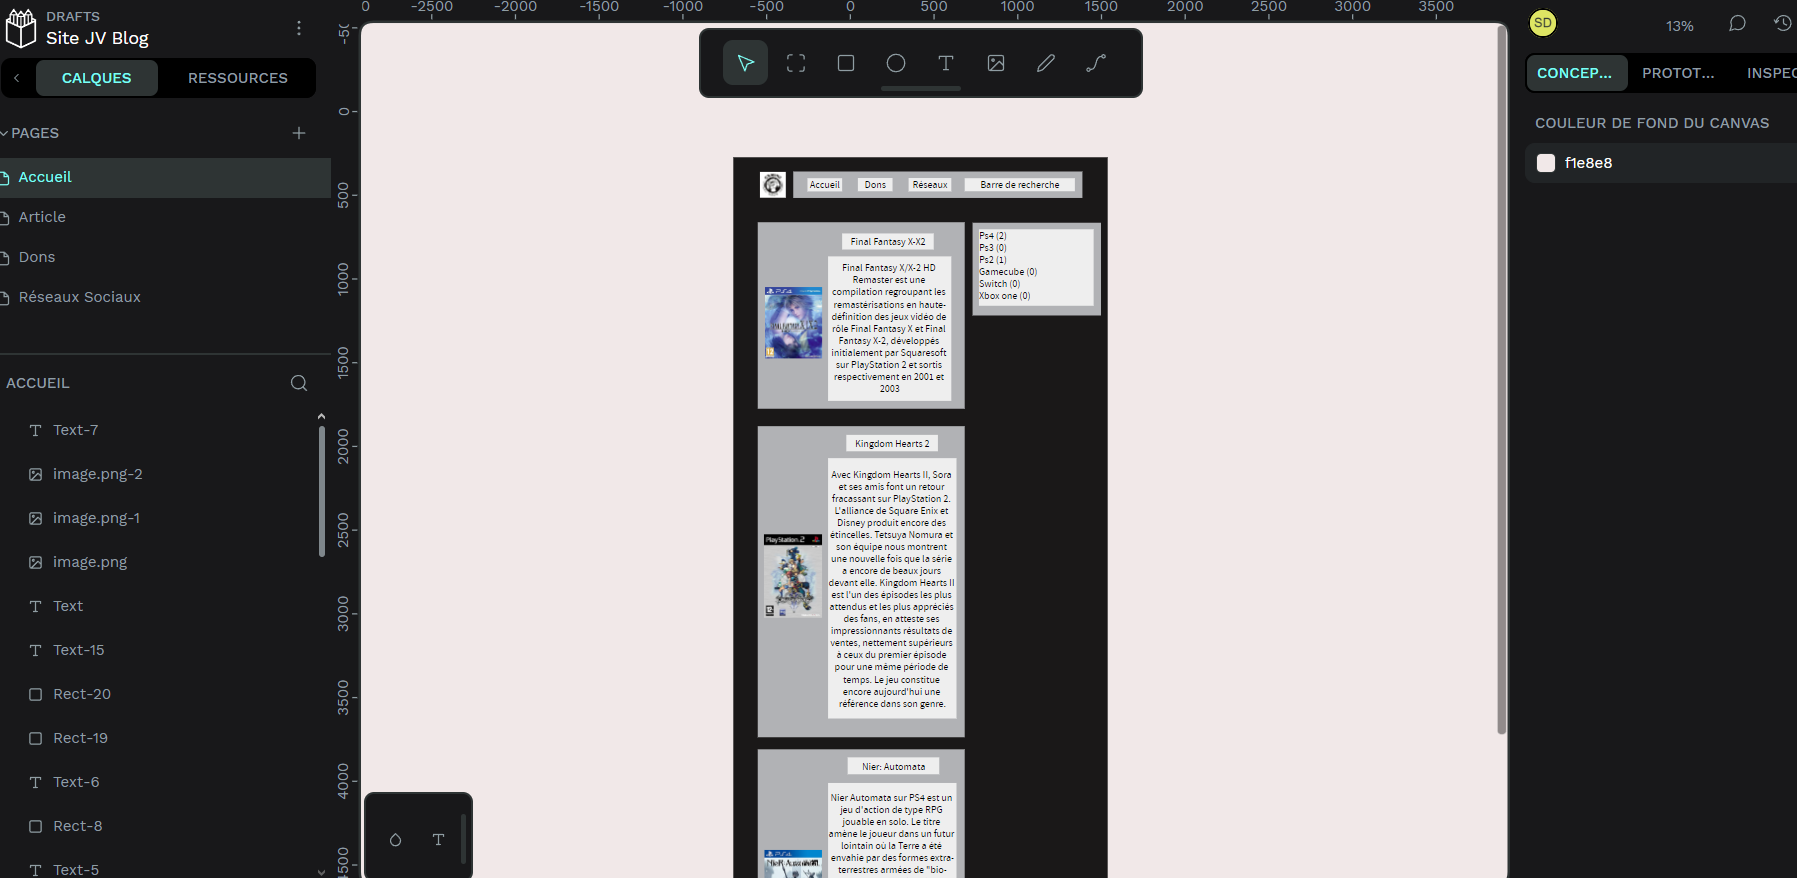 DRAFTS
Site JV Blog
CALQUES
RESSOURCES
PAGES
Accueil
Article
Dons
Réseaux Sociaux
ACCUEIL
Text-7
image.png-2
image.png-1
image.png
Text
Text-15
Rect-20
Rect-19
Text-6
Rect-8
Text-5
0 -2500 -2000 -1500 -1000 -500 0 500 1000 1500 2000 2500 3000 3500
0
500
1000
1500
2000
2500
3000
3500
4000
Accueil
Dons
Réseaux
Barre de recherche
Final Fantasy X-X2
Final Fantasy X/X-2 HD
Remaster est une
compilation regroupant les
remastérisations en haute-
définition des jeux vidéo de
rôle Final Fantasy X et Final
Fantasy X-2, développés
initialement par Squaresoft
sur PlayStation 2 et sortis
respectivement en 2001 et
2003
PS4
Ps4 (2)
Ps3 (0)
Ps2 (1)
Gamecube (0)
Switch (0)
Xbox one (0)
Kingdom Hearts 2
Avec Kingdom Hearts II, Sora
et ses amis font un retour
fracassant sur PlayStation 2.
L'alliance de Square Enix et
Disney produit encore des
étincelles. Tetsuya Nomura et
son équipe nous montrent
une nouvelle fois que la série
a encore de beaux jours
devant elle. Kingdom Hearts II
est l'un des épisodes les plus
attendus et les plus appréciés
des fans, en atteste ses
impressionnants résultats de
ventes, nettement supérieurs
à ceux du premier épisode
pour une même période de
temps. Le jeu constitue
encore aujourd'hui une
référence dans son genre.
PlayStation 2
Nier: Automata
Nier Automata sur PS4 est un
jeu d'action de type RPG
jouable en solo. Le titre
amène le joueur dans un futur
lointain où la Terre a été
envahie par des formes extra-
terrestres armées de "bio-
PS4
SD
13%
CONCEP...
PROTOT...
INSPEC
COULEUR DE FOND DU CANVAS
f1e8e8